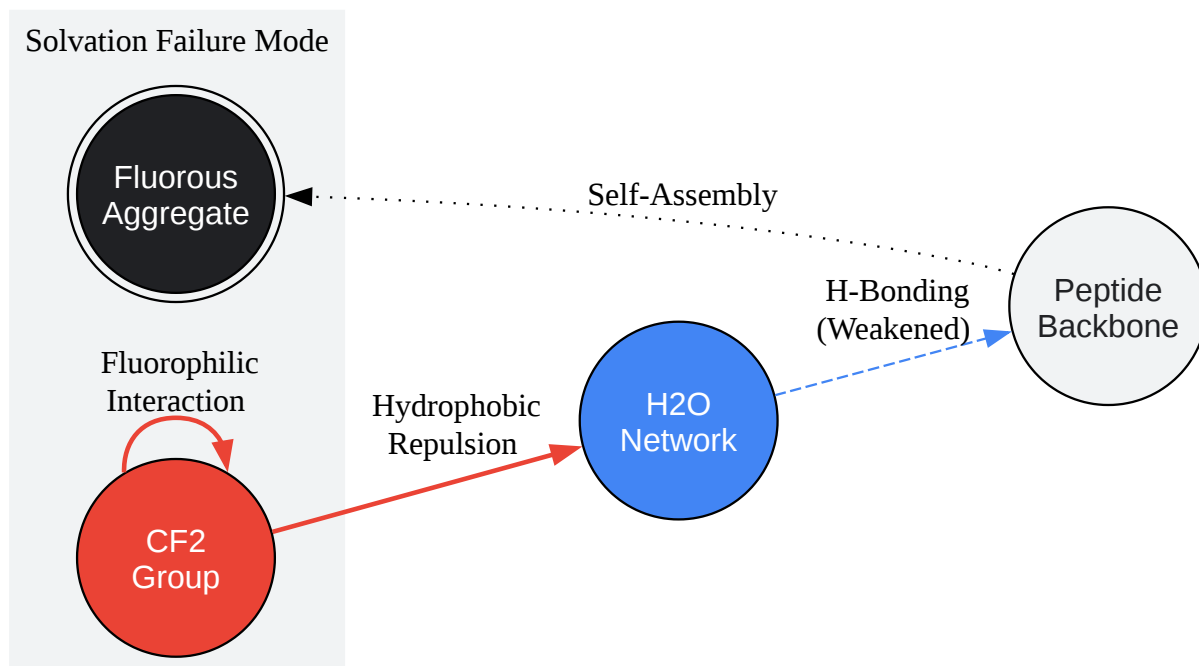 Solvation Failure Mode
Fluorous
Aggregate
Self-Assembly
Peptide
Backbone
H-Bonding
(Weakened)
Fluorophilic
Interaction
Hydrophobic
Repulsion
H2O
Network
CF2
Group